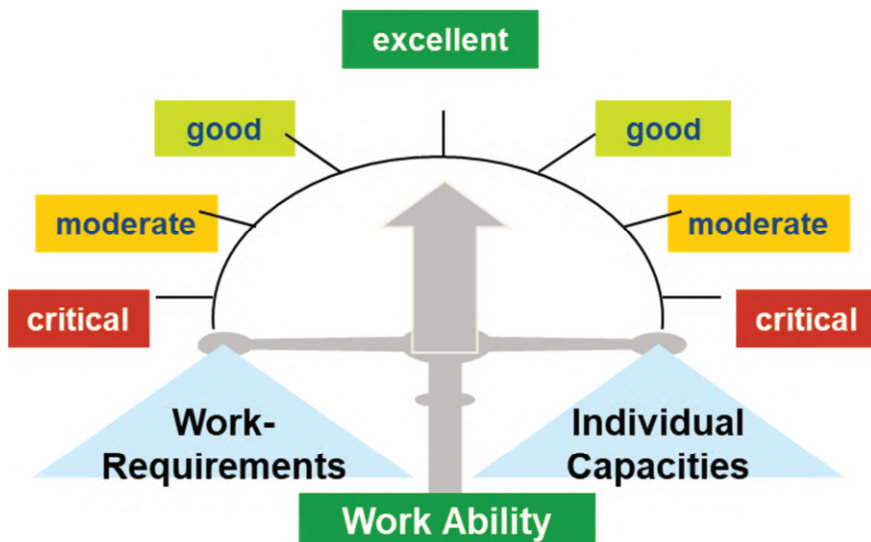 excellent
good
good
moderate
moderate
critical
critical
Work-
Requirements
Individual
Capacities
Work Ability